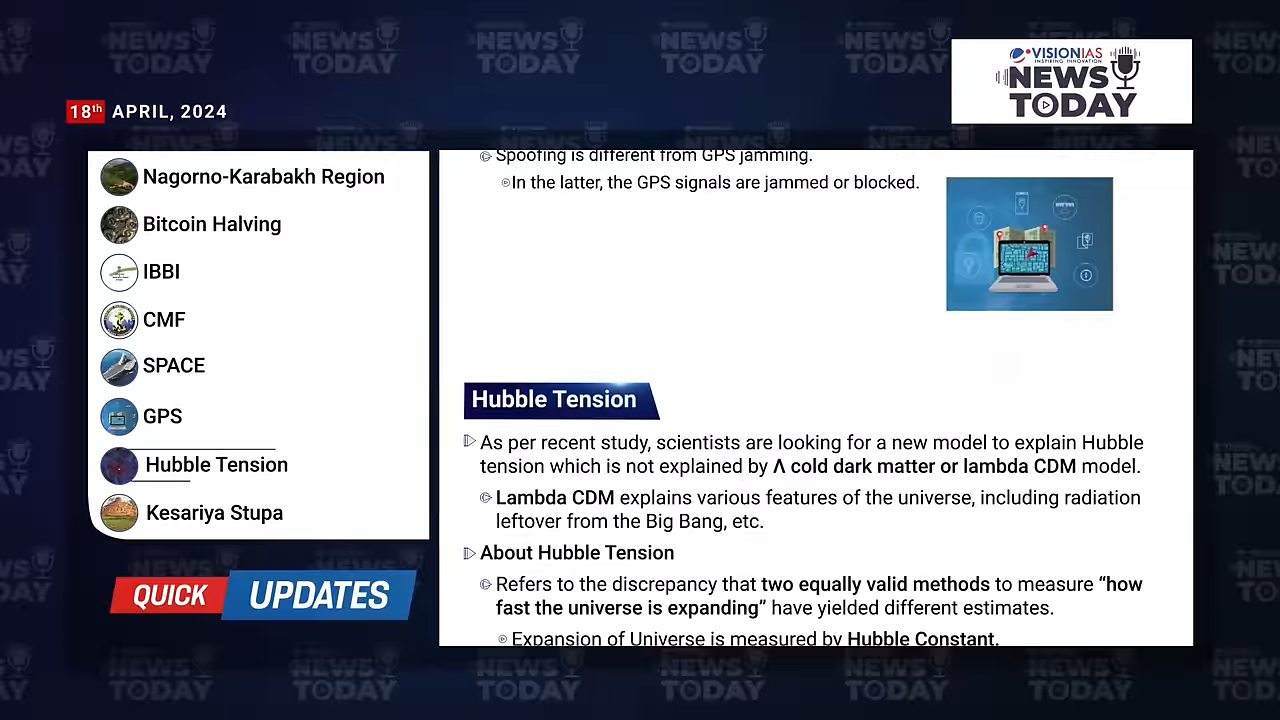 18th APRIL, 2024
VISIONIAS
INSPIRING INNOVATION
NEWS
TODAY
Nagorno-Karabakh Region
Bitcoin Halving
IBBI
CMF
SPACE
GPS
Hubble Tension
Kesariya Stupa
QUICK UPDATES
Spoofing is different from GPS jamming.
In the latter, the GPS signals are jammed or blocked.
Hubble Tension
As per recent study, scientists are looking for a new model to explain Hubble
tension which is not explained by Λ cold dark matter or lambda CDM model.
Lambda CDM explains various features of the universe, including radiation
leftover from the Big Bang, etc.
About Hubble Tension
Refers to the discrepancy that two equally valid methods to measure “how
fast the universe is expanding” have yielded different estimates.
Expansion of Universe is measured by Hubble Constant.